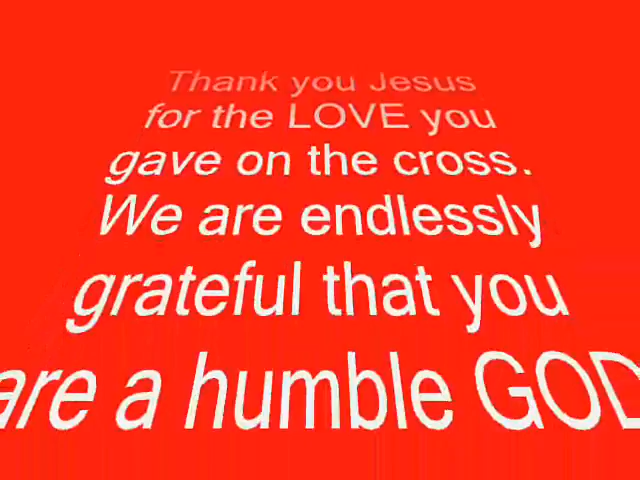 Thank you Jesus
for the LOVE you
gave on the cross.
We are endlessly
grateful that you
are a humble GOD